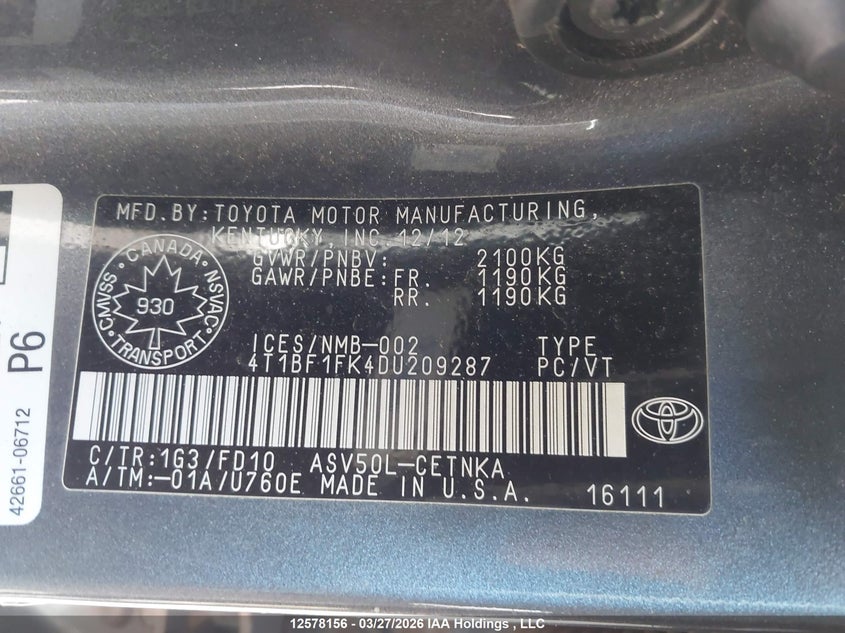 MFD. BY: TOYOTA MOTOR MANUFACTURING,
KENTUCKY, INC. 12/12
GVWR/PNBV: 2100KG
GAWR/PNBE: FR. 1190KG
RR. 1190KG
CANADA
CMVSS NSVAC
930
TRANSPORT
ICES/NMB-002 TYPE
4T1BF1FK4DU209287 PC/VT
C/TR: 1G3/FD10 ASV50L-CETNKA
A/TM: -01A/U760E MADE IN U.S.A. 16111
P6
42661-06712
12578156 - 03/27/2026 IAA Holdings , LLC